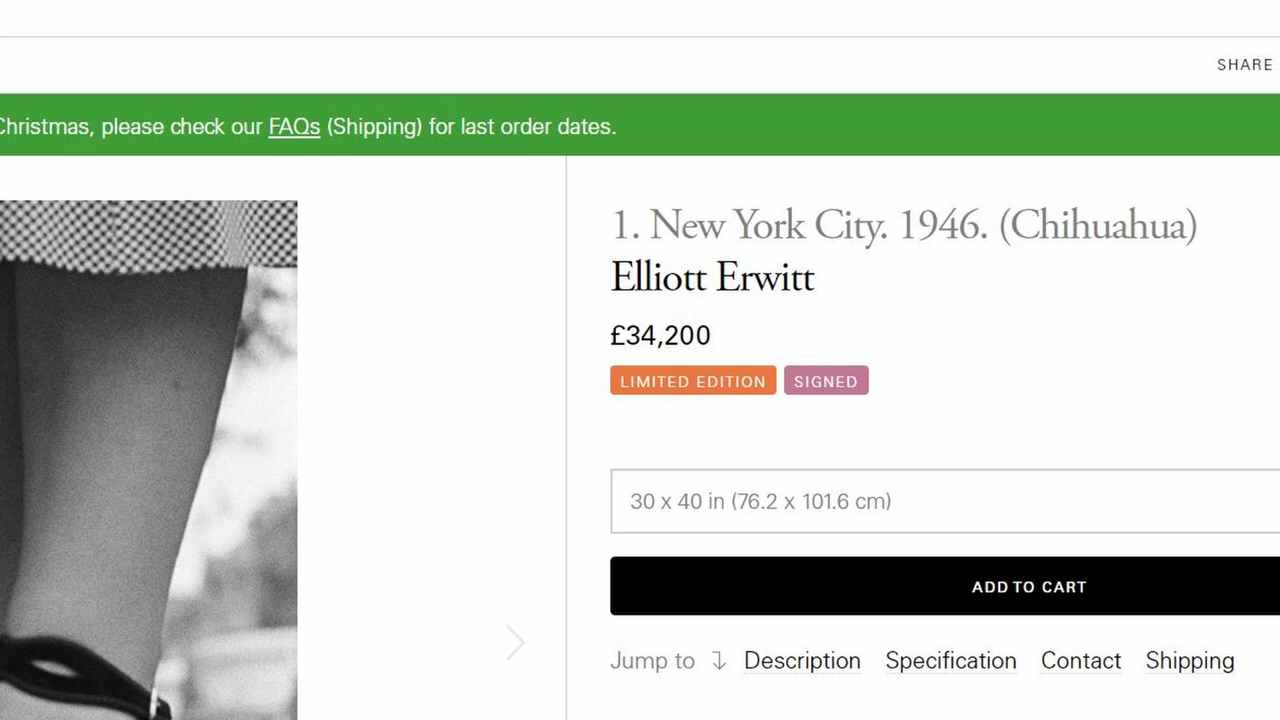 SHARE
Christmas, please check our FAQs (Shipping) for last order dates.
1. New York City. 1946. (Chihuahua)
Elliott Erwitt
£34,200
LIMITED EDITION SIGNED
30 x 40 in (76.2 x 101.6 cm)
ADD TO CART
Jump to Description Specification Contact Shipping